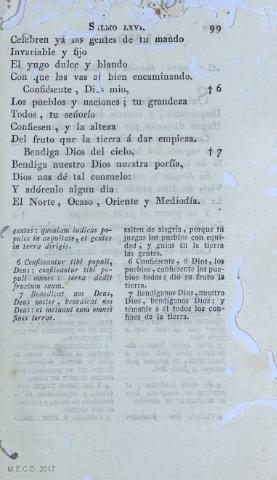 SALMO LXVI. 99
Celebren ya las gentes de tu mando
Invariable y fijo
El yugo dulce y blando
Con que las vas al bien encaminando.
Confiésente, Dios mio, † 6
Los pueblos y naciones; tu grandeza
Todos, tu señorío
Confiesen, y la alteza
Del fruto que la tierra á dar empieza.
Bendiga Dios del cielo, † 7
Bendiga nuestro Dios nuestra porfía,
Dios nos dé tal consuelo:
Y adórenlo algun dia
El Norte, Ocaso, Oriente y Mediodía.
gentes: quoniam iudicas po-
pulos in aequitate, et gentes
in terra dirigis.
6 Confiteantur tibi populi,
Deus: confiteantur tibi po-
puli omnes: terra dedit
fructum suum.
7 Benedicat nos Deus,
Deus noster, benedicat nos
Deus: et metuant eum omnes
fines terrae.
salten de alegría, porque tú
juzgas los pueblos con equi-
dad, y guias en la tierra
las gentes.
6 Confiésente, ó Dios, los
pueblos, confiésente los pue-
blos todos; dió su fruto la
tierra.
7 Bendíganos Dios, nuestro
Dios, bendíganos Dios; y
témanle á él todos los confi-
nes de la tierra.
M.E.C.D. 2017